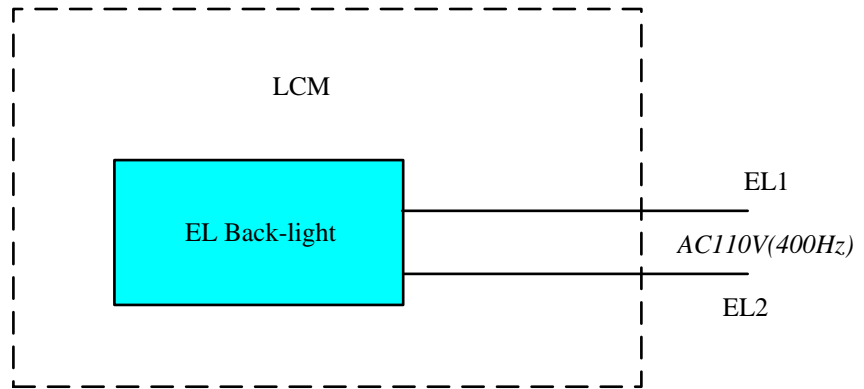 LCM
EL1
EL Back-light
AC110V(400Hz)
EL2